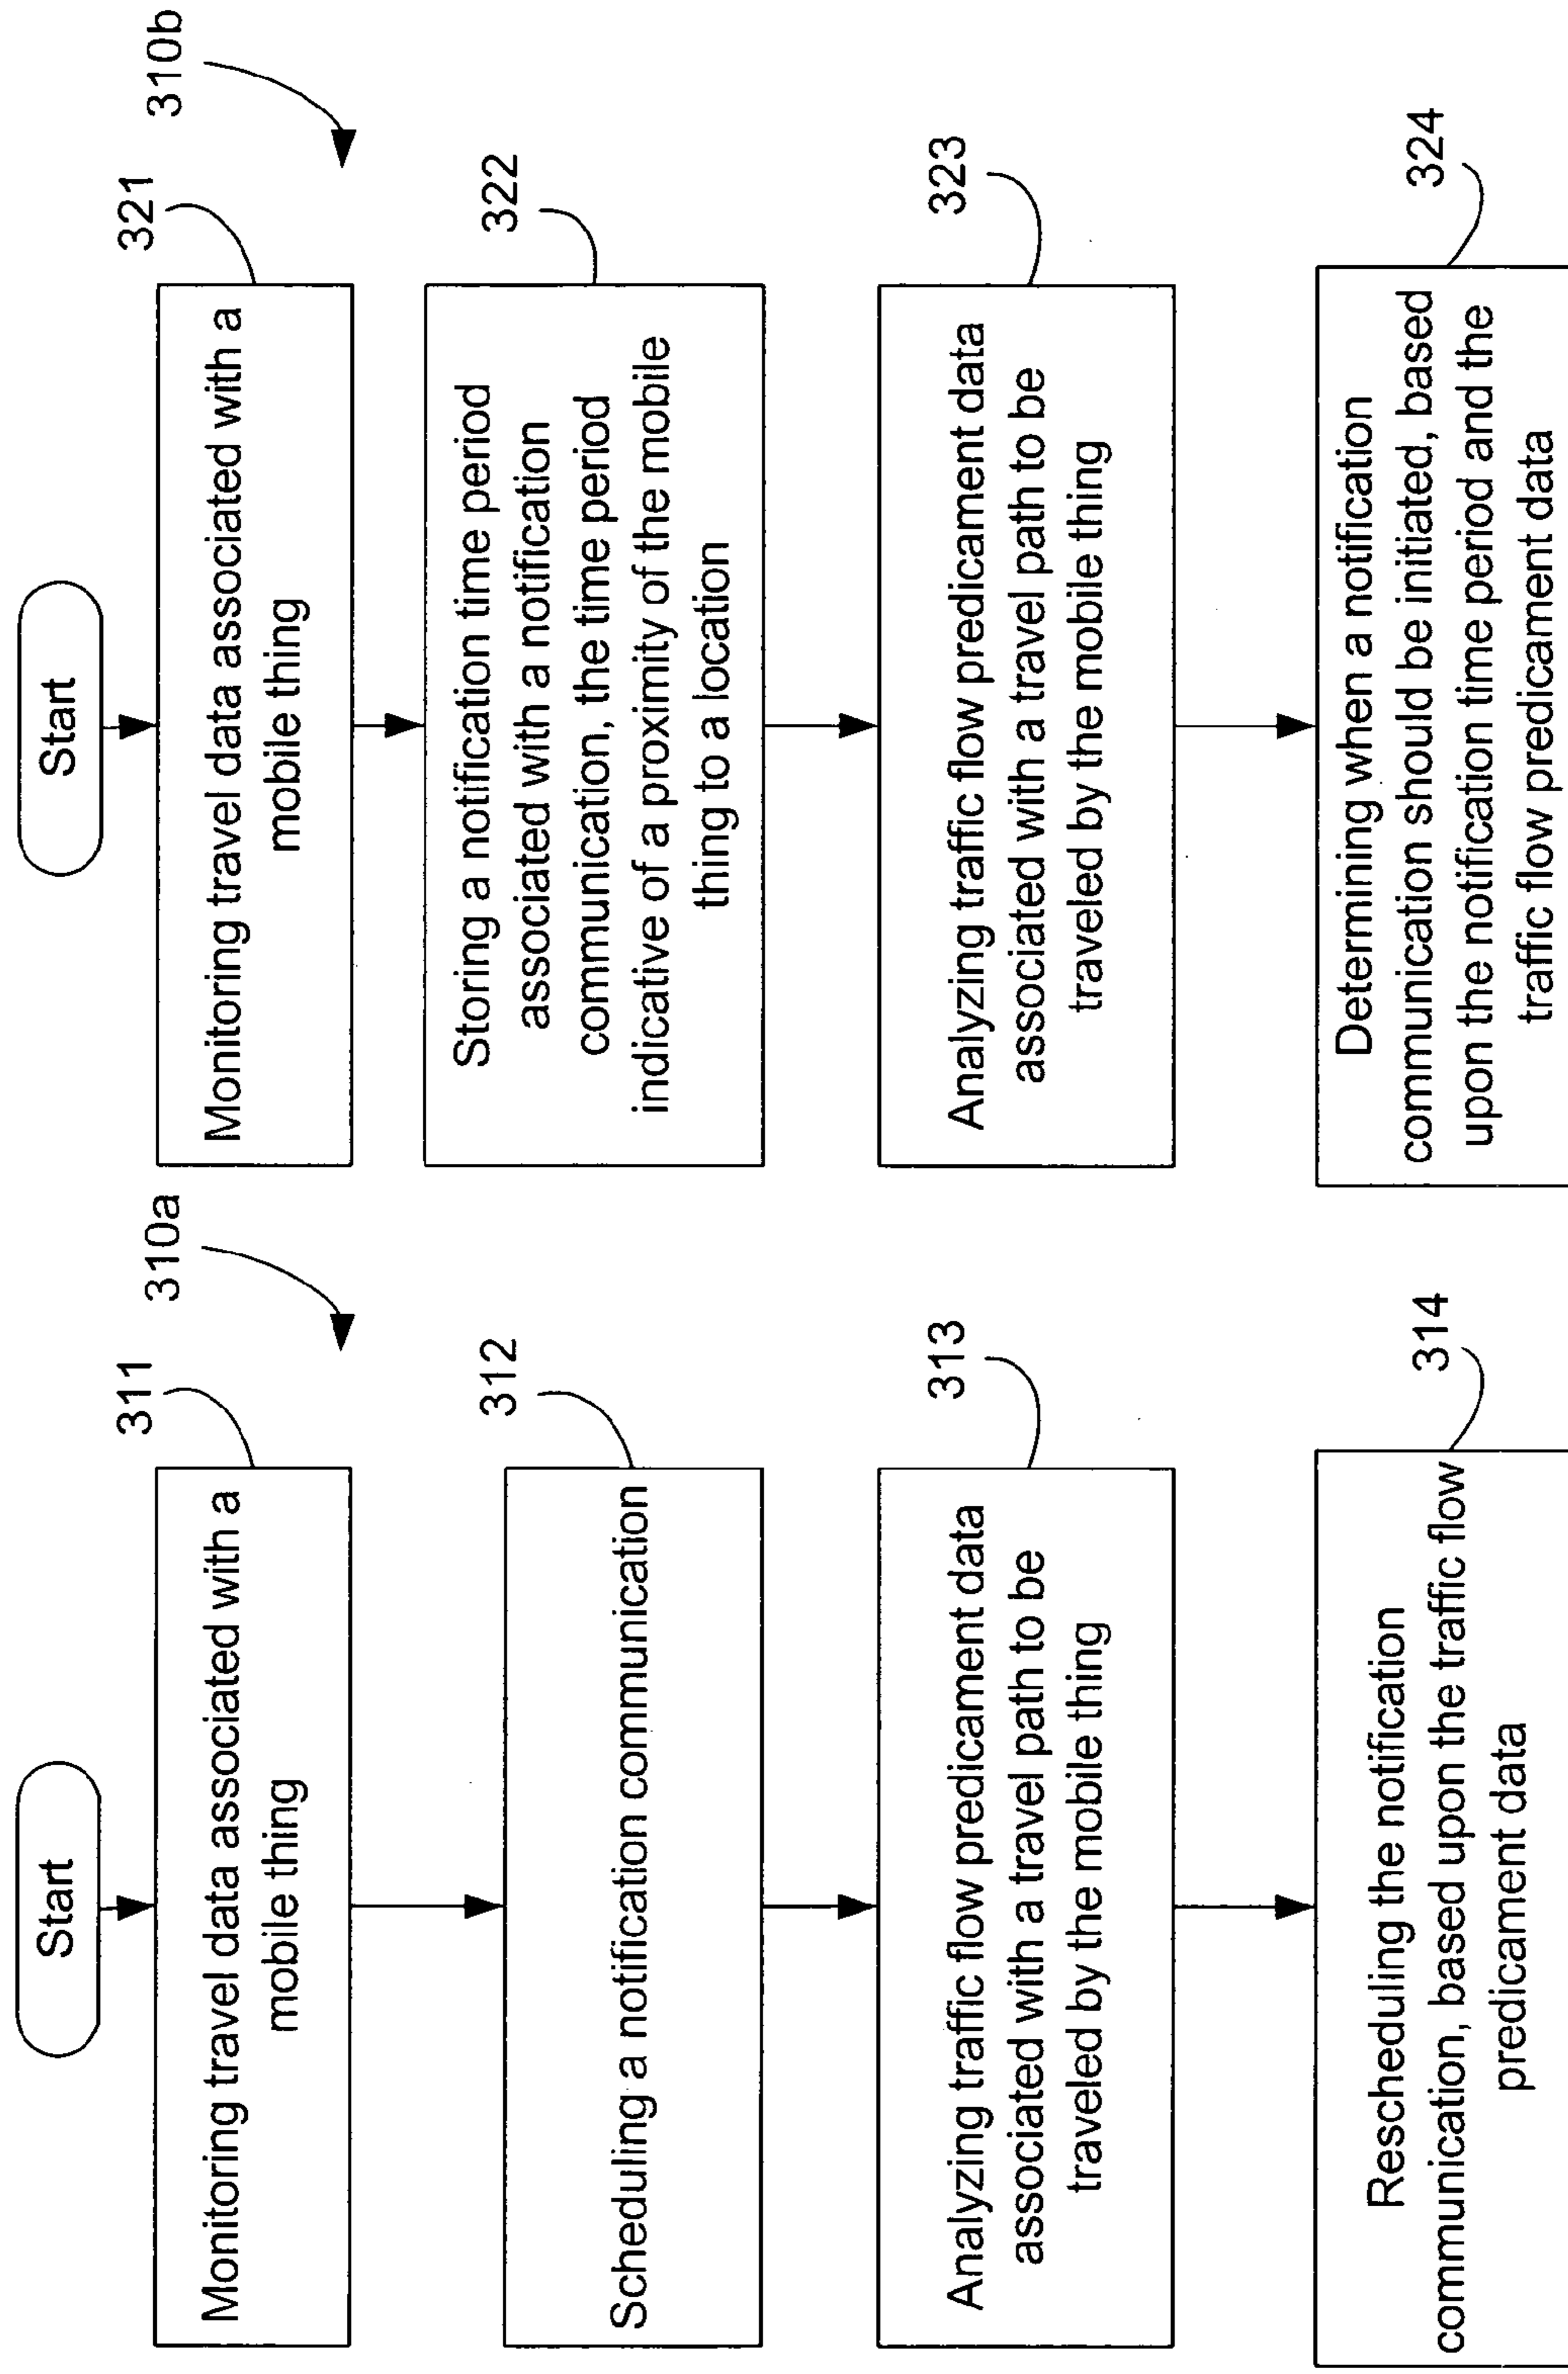 Start
310a
311
Monitoring travel data associated with a
mobile thing
312
Scheduling a notification communication
313
Analyzing traffic flow predicament data
associated with a travel path to be
traveled by the mobile thing
314
Rescheduling the notification
communication, based upon the traffic flow
predicament data
Start
310b
321
Monitoring travel data associated with a
mobile thing
322
Storing a notification time period
associated with a notification
communication, the time period
indicative of a proximity of the mobile
thing to a location
323
Analyzing traffic flow predicament data
associated with a travel path to be
traveled by the mobile thing
324
Determining when a notification
communication should be initiated, based
upon the notification time period and the
traffic flow predicament data